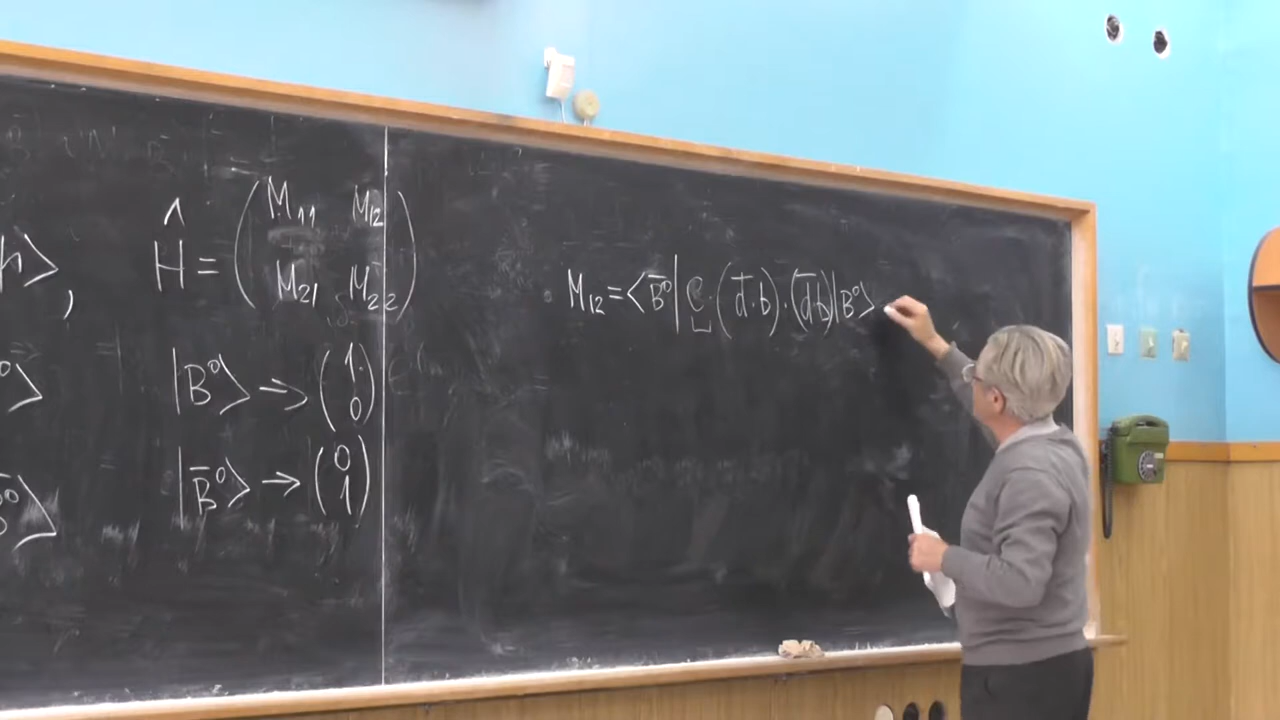 Ĥ = ( M₁₁ M₁₂
M₂₁ M₂₂ )
|B⁰> → ( 1
0 )
|B̄⁰> → ( 0
1 )
M₁₂ = <B̄⁰| C · (d̄ · b) · (d̄ · b)|B⁰>